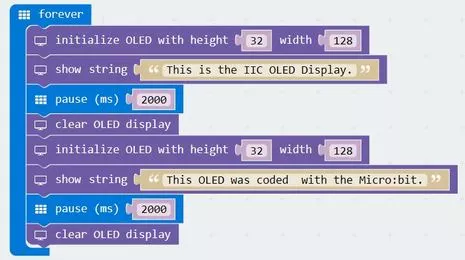 forever
initialize OLED with height 32 width 128
show string “ This is the IIC OLED Display. ”
pause (ms) 2000
clear OLED display
initialize OLED with height 32 width 128
show string “ This OLED was coded  with the Micro:bit. ”
pause (ms) 2000
clear OLED display